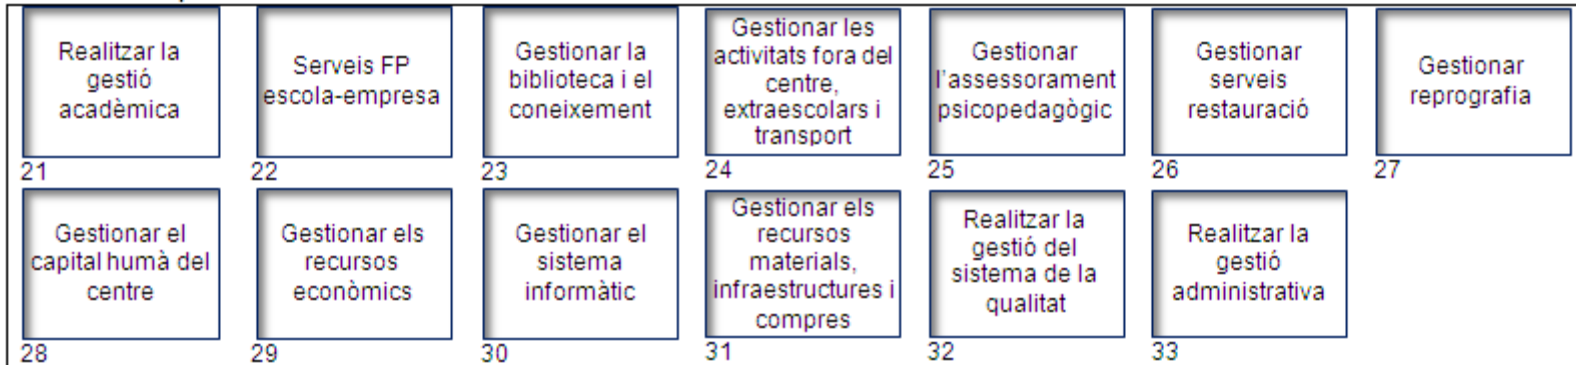 Realitzar la
gestió
acadèmica
21
Serveis FP
escola-empresa
22
Gestionar la
biblioteca i el
coneixement
23
Gestionar les
activitats fora del
centre,
extraescolars i
transport
24
Gestionar
l'assessorament
psicopedagògic
25
Gestionar
serveis
restauració
26
Gestionar
reprografia
27
Gestionar el
capital humà del
centre
28
Gestionar els
recursos
econòmics
29
Gestionar el
sistema
informàtic
30
Gestionar els
recursos
materials,
infraestructures i
compres
31
Realitzar la
gestió del
sistema de la
qualitat
32
Realitzar la
gestió
administrativa
33